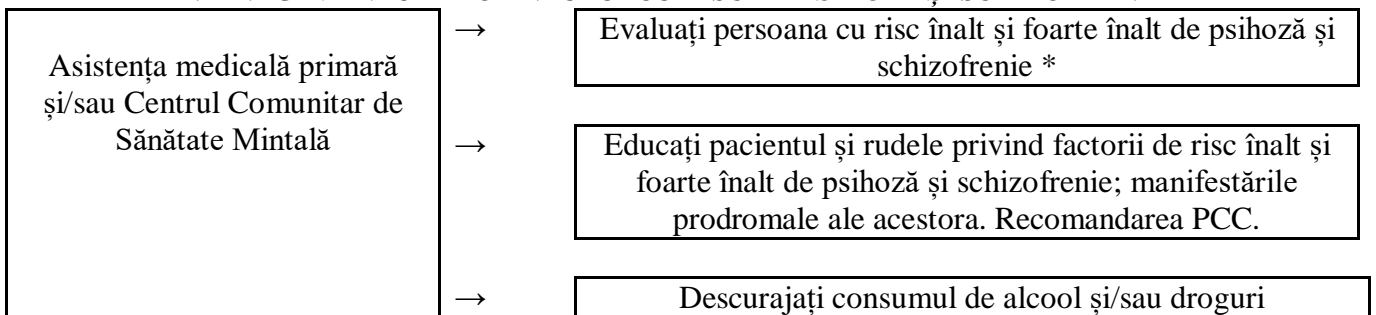 Asistența medicală primară
și/sau Centrul Comunitar de
Sănătate Mintală
→
Evaluați persoana cu risc înalt și foarte înalt de psihoză și
schizofrenie *
→
Educați pacientul și rudele privind factorii de risc înalt și
foarte înalt de psihoză și schizofrenie; manifestările
prodromale ale acestora. Recomandarea PCC.
→
Descurajați consumul de alcool și/sau droguri